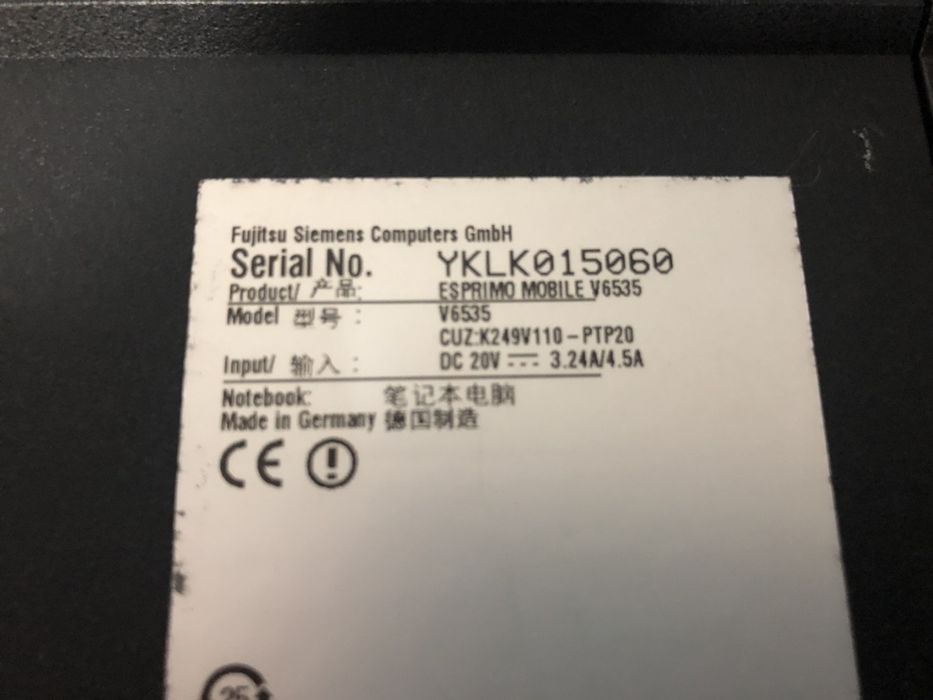 Fujitsu Siemens Computers GmbH
Serial No. YKLK015060
Product/ 产品: ESPRIMO MOBILE V6535
Model 型号: V6535
CUZ:K249V110-PTP20
Input/ 输入: DC 20V ⎓ 3.24A/4.5A
Notebook: 笔记本电脑
Made in Germany 德国制造
CE
25